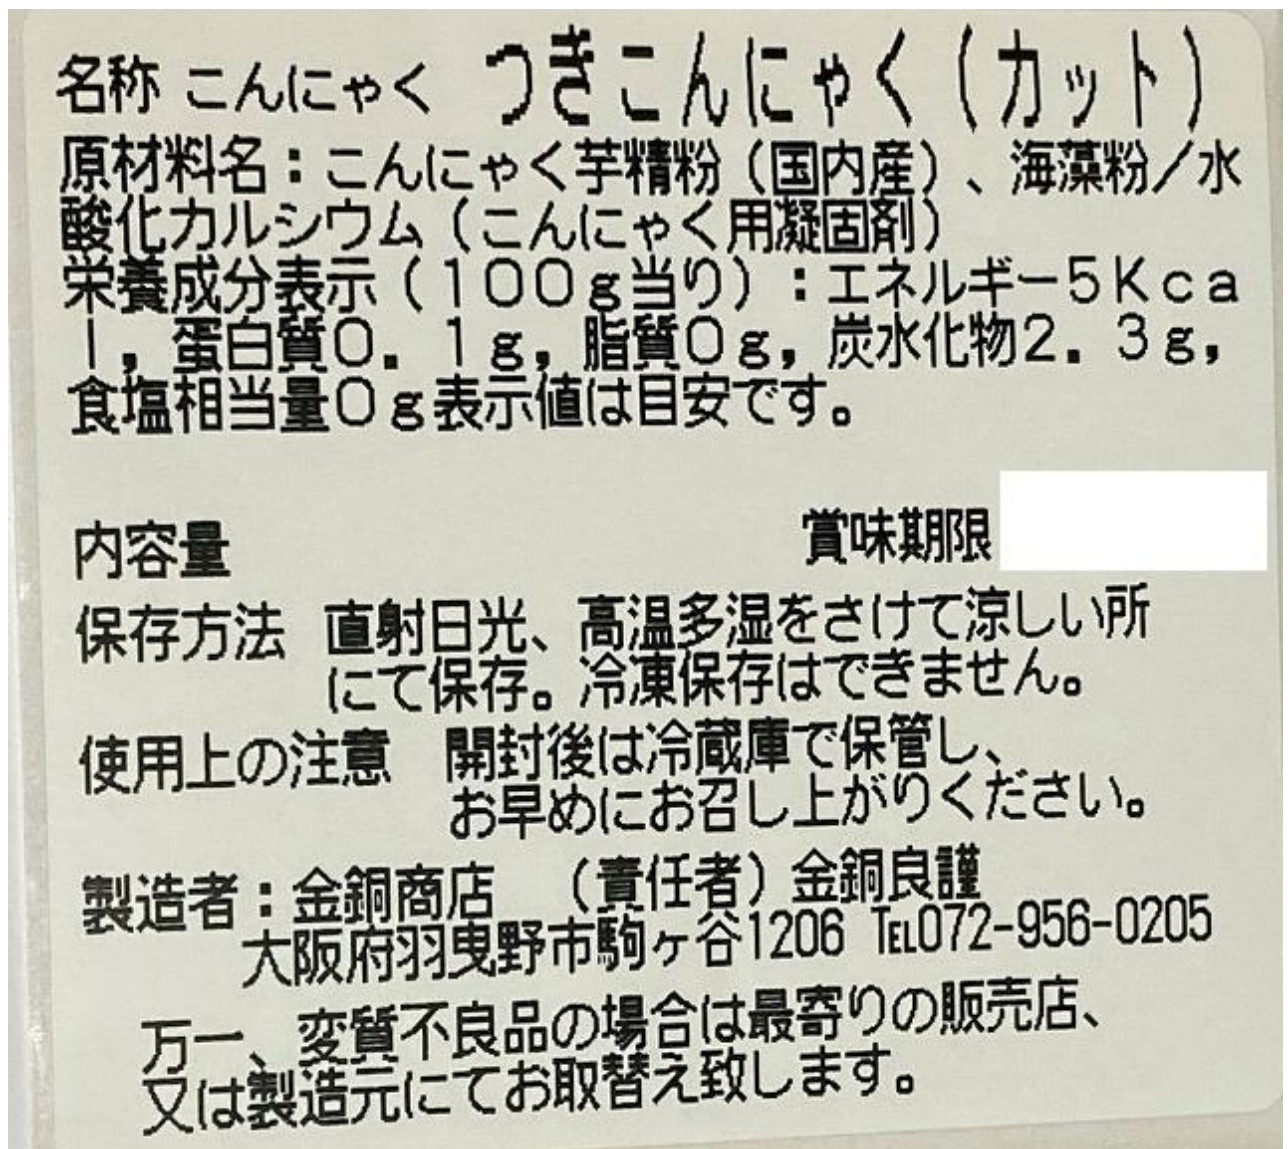 名称 こんにゃく つきこんにゃく(カット)
原材料名:こんにゃく芋精粉(国内産)、海藻粉/水
酸化カルシウム(こんにゃく用凝固剤)
栄養成分表示(100g当り):エネルギー5Kca
l,蛋白質0.1g,脂質0g,炭水化物2.3g,
食塩相当量0g表示値は目安です。
内容量 賞味期限
保存方法 直射日光、高温多湿をさけて涼しい所
にて保存。冷凍保存はできません。
使用上の注意 開封後は冷蔵庫で保管し、
お早めにお召し上がりください。
製造者:金銅商店 (責任者)金銅良謹
大阪府羽曳野市駒ヶ谷1206 TEL072-956-0205
万一、変質不良品の場合は最寄りの販売店、
又は製造元にてお取替え致します。